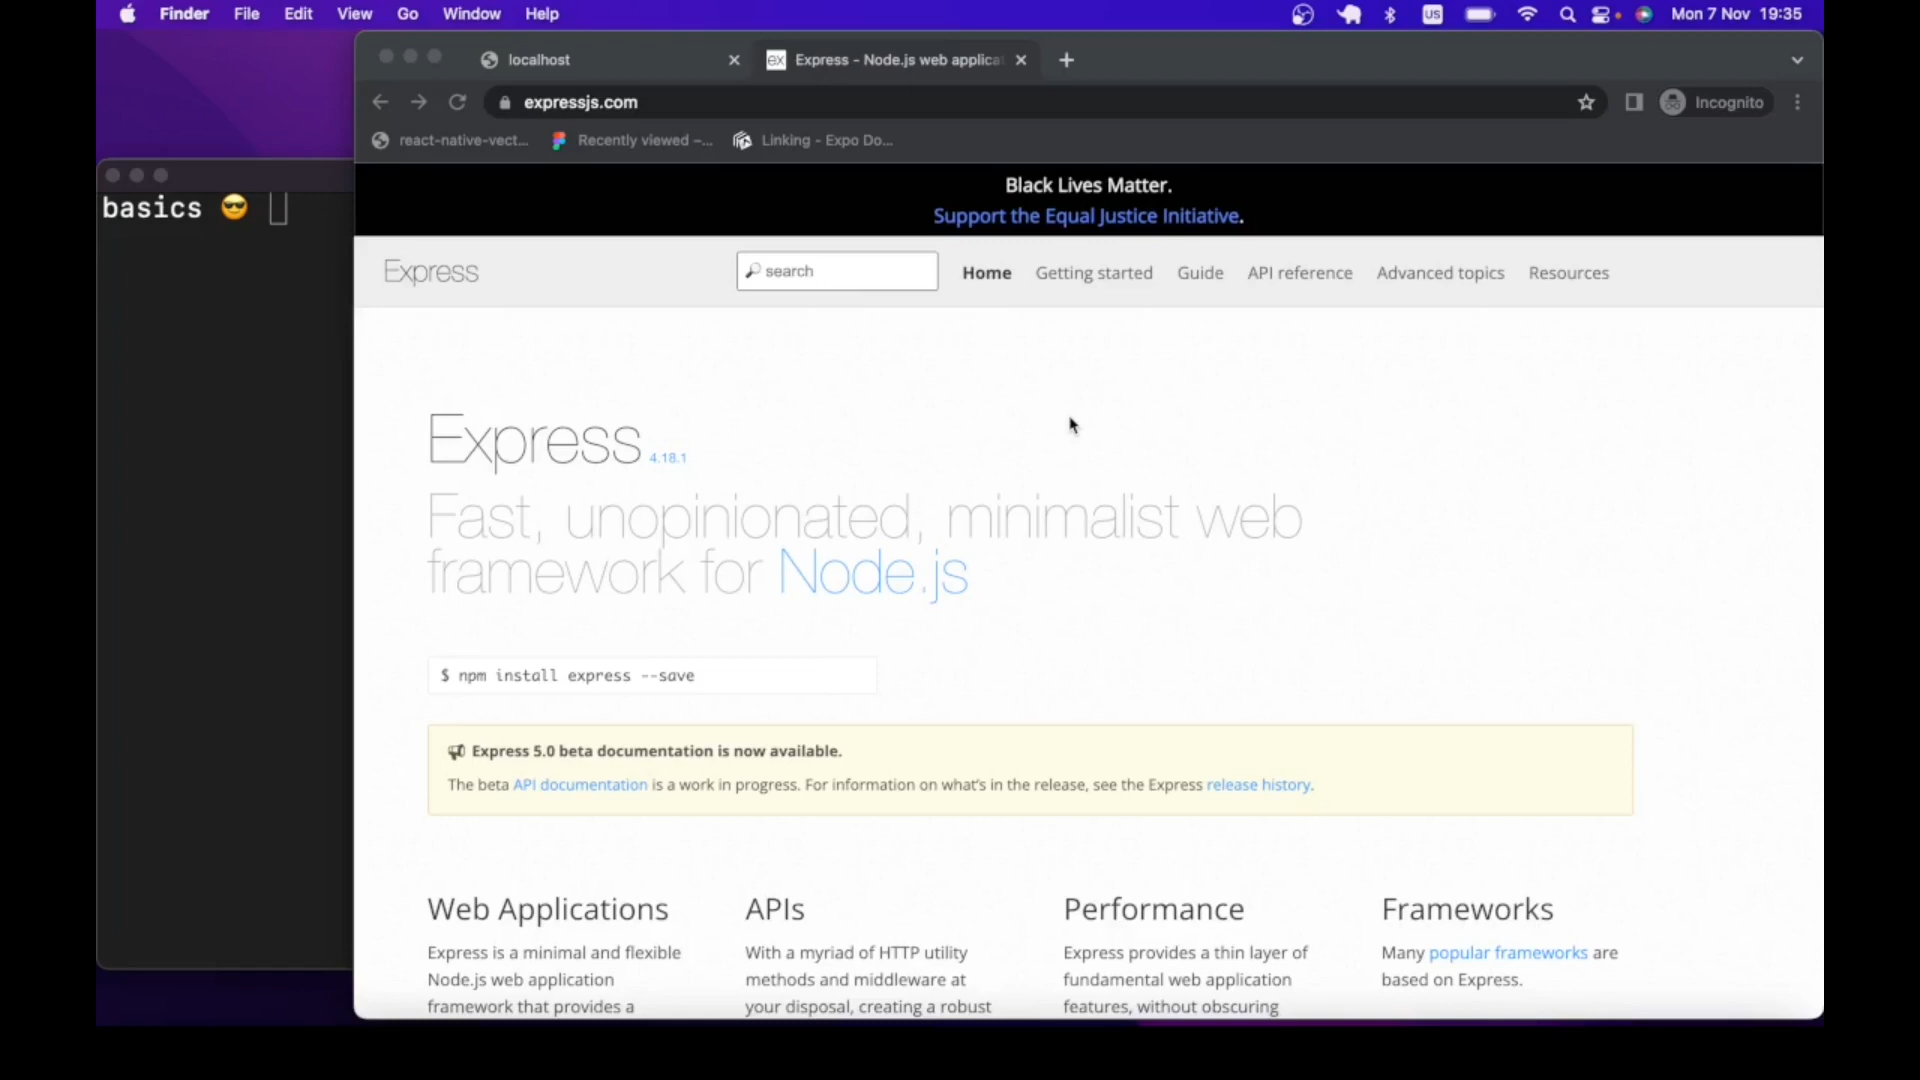 Finder File Edit View Go Window Help US Mon 7 Nov 19:35
localhost
ex Express - Node.js web applica
expressjs.com
Incognito
react-native-vect...
Recently viewed –...
Linking - Expo Do...
basics
Black Lives Matter.
Support the Equal Justice Initiative.
Express
search
Home Getting started Guide API reference Advanced topics Resources
Express 4.18.1
Fast, unopinionated, minimalist web
framework for Node.js
$ npm install express --save
Express 5.0 beta documentation is now available.
The beta API documentation is a work in progress. For information on what's in the release, see the Express release history.
Web Applications
Express is a minimal and flexible
Node.js web application
framework that provides a
APIs
With a myriad of HTTP utility
methods and middleware at
your disposal, creating a robust
Performance
Express provides a thin layer of
fundamental web application
features, without obscuring
Frameworks
Many popular frameworks are
based on Express.